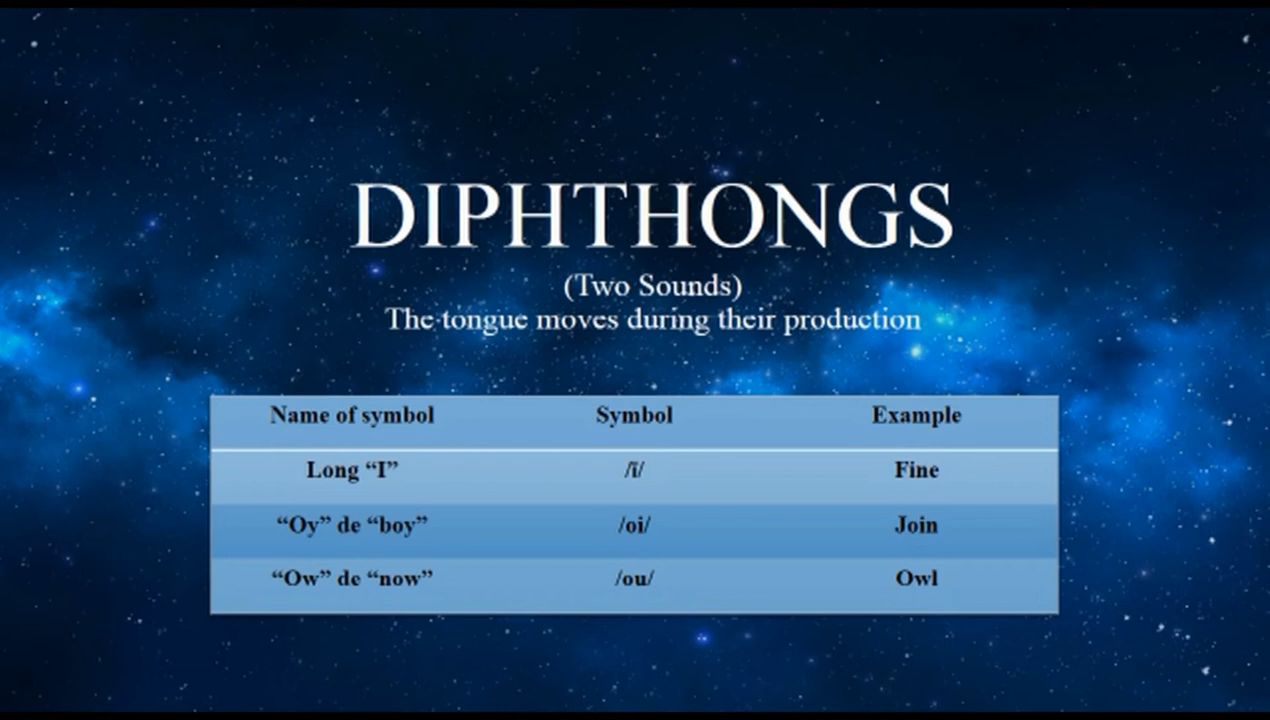 DIPHTHONGS
(Two Sounds)
The tongue moves during their production
Name of symbol Symbol Example
Long “I” /ī/ Fine
“Oy” de “boy” /oi/ Join
“Ow” de “now” /ou/ Owl